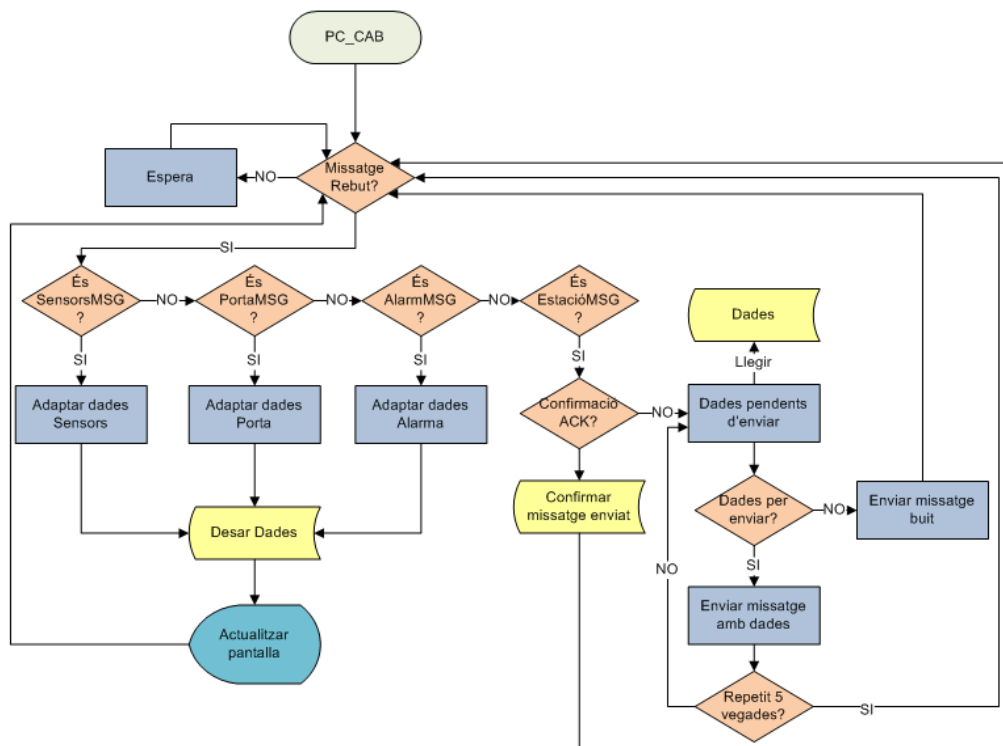 PC_CAB
Missatge
Rebut?
NO
Espera
SI
És
SensorsMSG
?
NO
És
PortaMSG
?
NO
És
AlarmMSG
?
NO
És
EstacióMSG
?
SI
SI
SI
SI
Dades
Llegir
Adaptar dades
Sensors
Adaptar dades
Porta
Adaptar dades
Alarma
Confirmació
ACK?
NO
Dades pendents
d'enviar
Desar Dades
Confirmar
missatge enviat
Dades per
enviar?
NO
Enviar missatge
buit
SI
NO
Enviar missatge
amb dades
Actualitzar
pantalla
Repetit 5
vegades?
SI